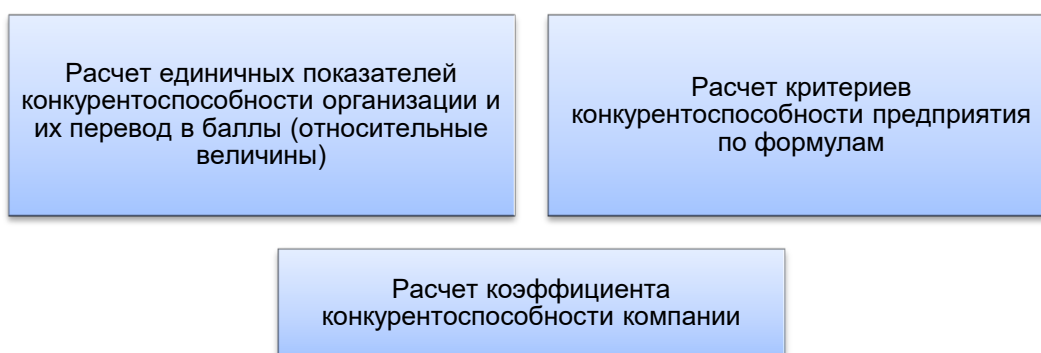 Расчет единичных показателей
конкурентоспособности организации и
их перевод в баллы (относительные
величины)
Расчет критериев
конкурентоспособности предприятия
по формулам
Расчет коэффициента
конкурентоспособности компании